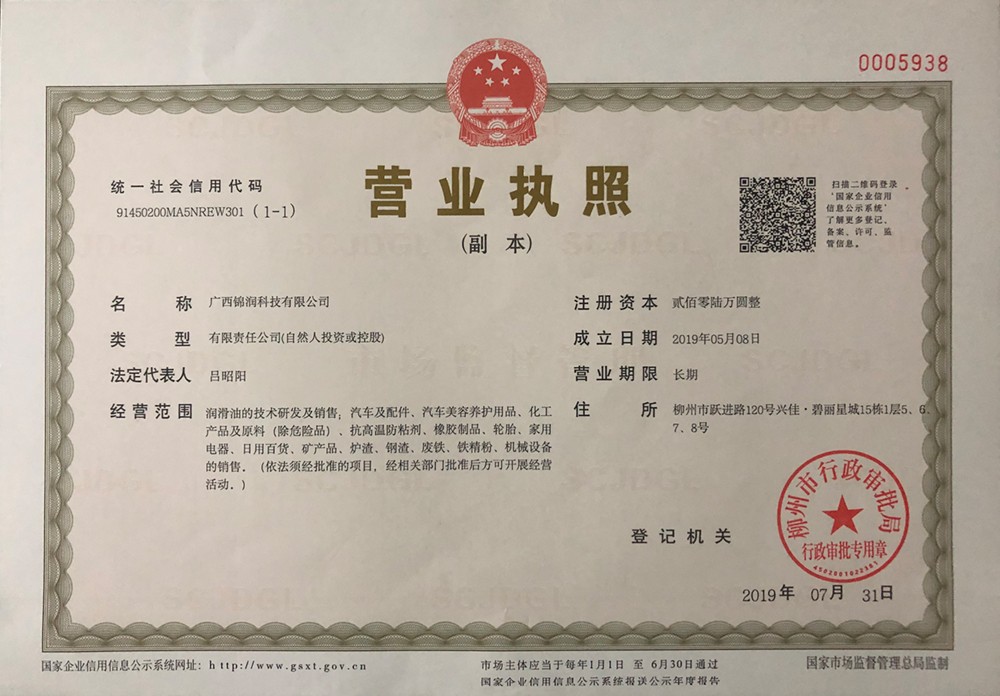 0005938
统一社会信用代码
91450200MA5NREW301（1-1）
营业执照
(副 本)
扫描二维码登录
‘国家企业信用
信息公示系统’
了解更多登记、
备案、许可、监
管信息。
名 称 广西锦润科技有限公司
类 型 有限责任公司(自然人投资或控股)
法定代表人 吕昭阳
经营范围 润滑油的技术研发及销售；汽车及配件、汽车美容养护用品、化工
产品及原料（除危险品）、抗高温防粘剂、橡胶制品、轮胎、家用
电器、日用百货、矿产品、炉渣、钢渣、废铁、铁精粉、机械设备
的销售。（依法须经批准的项目，经相关部门批准后方可开展经营
活动。）
注册资本 贰佰零陆万圆整
成立日期 2019年05月08日
营业期限 长期
住 所 柳州市跃进路120号兴佳·碧丽星城15栋1层5、6、
7、8号
登记机关
柳州市行政审批局
行政审批专用章
2019年 07月 31日
国家企业信用信息公示系统网址：http://www.gsxt.gov.cn
市场主体应当于每年1月1日 至 6月30日通过
国家企业信用信息公示系统报送公示年度报告
国家市场监督管理总局监制